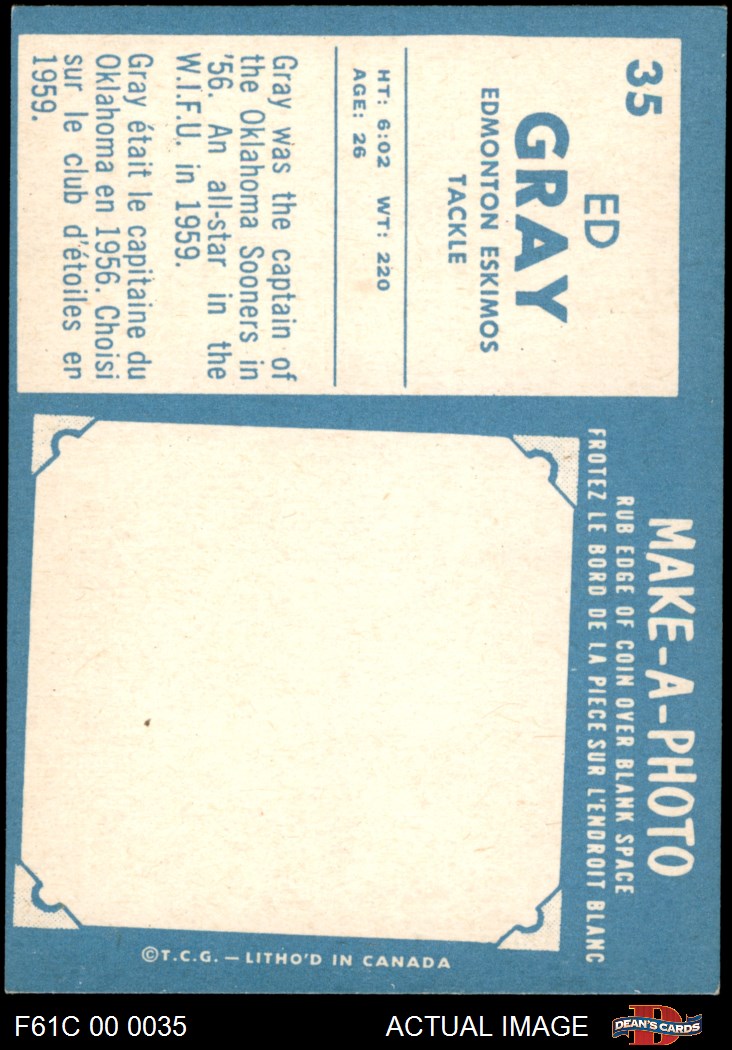 35
ED
GRAY
EDMONTON ESKIMOS
TACKLE
HT: 6:02 WT: 220
AGE: 26
Gray was the captain of
the Oklahoma Sooners in
'56. An all-star in the
W.I.F.U. in 1959.
Gray était le capitaine du
Oklahoma en 1956. Choisi
sur le club d'étoiles en
1959.
MAKE-A-PHOTO
RUB EDGE OF COIN OVER BLANK SPACE
FROTEZ LE BORD DE LA PIECE SUR L'ENDROIT BLANC
©T.C.G. — LITHO'D IN CANADA
F61C 00 0035
ACTUAL IMAGE
D
DEAN'S CARDS